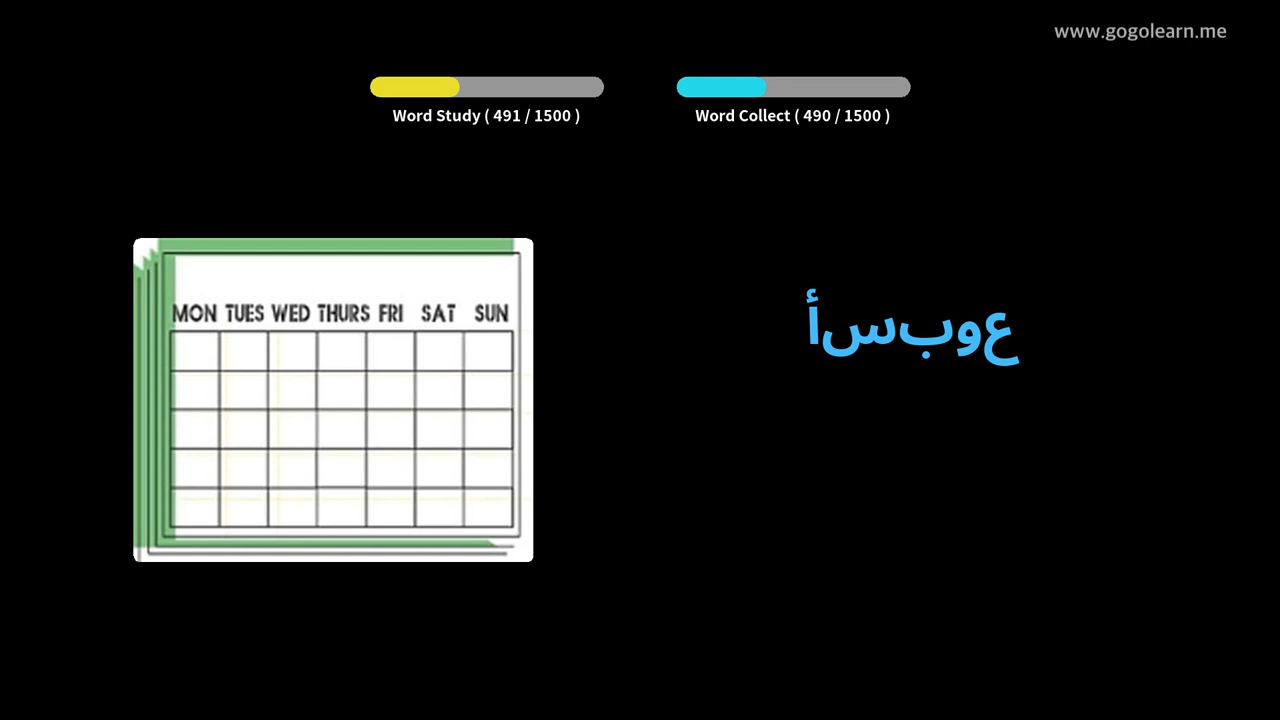 www.gogolearn.me
Word Study ( 491 / 1500 )
Word Collect ( 490 / 1500 )
MON TUES WED THURS FRI SAT SUN
أسبوع